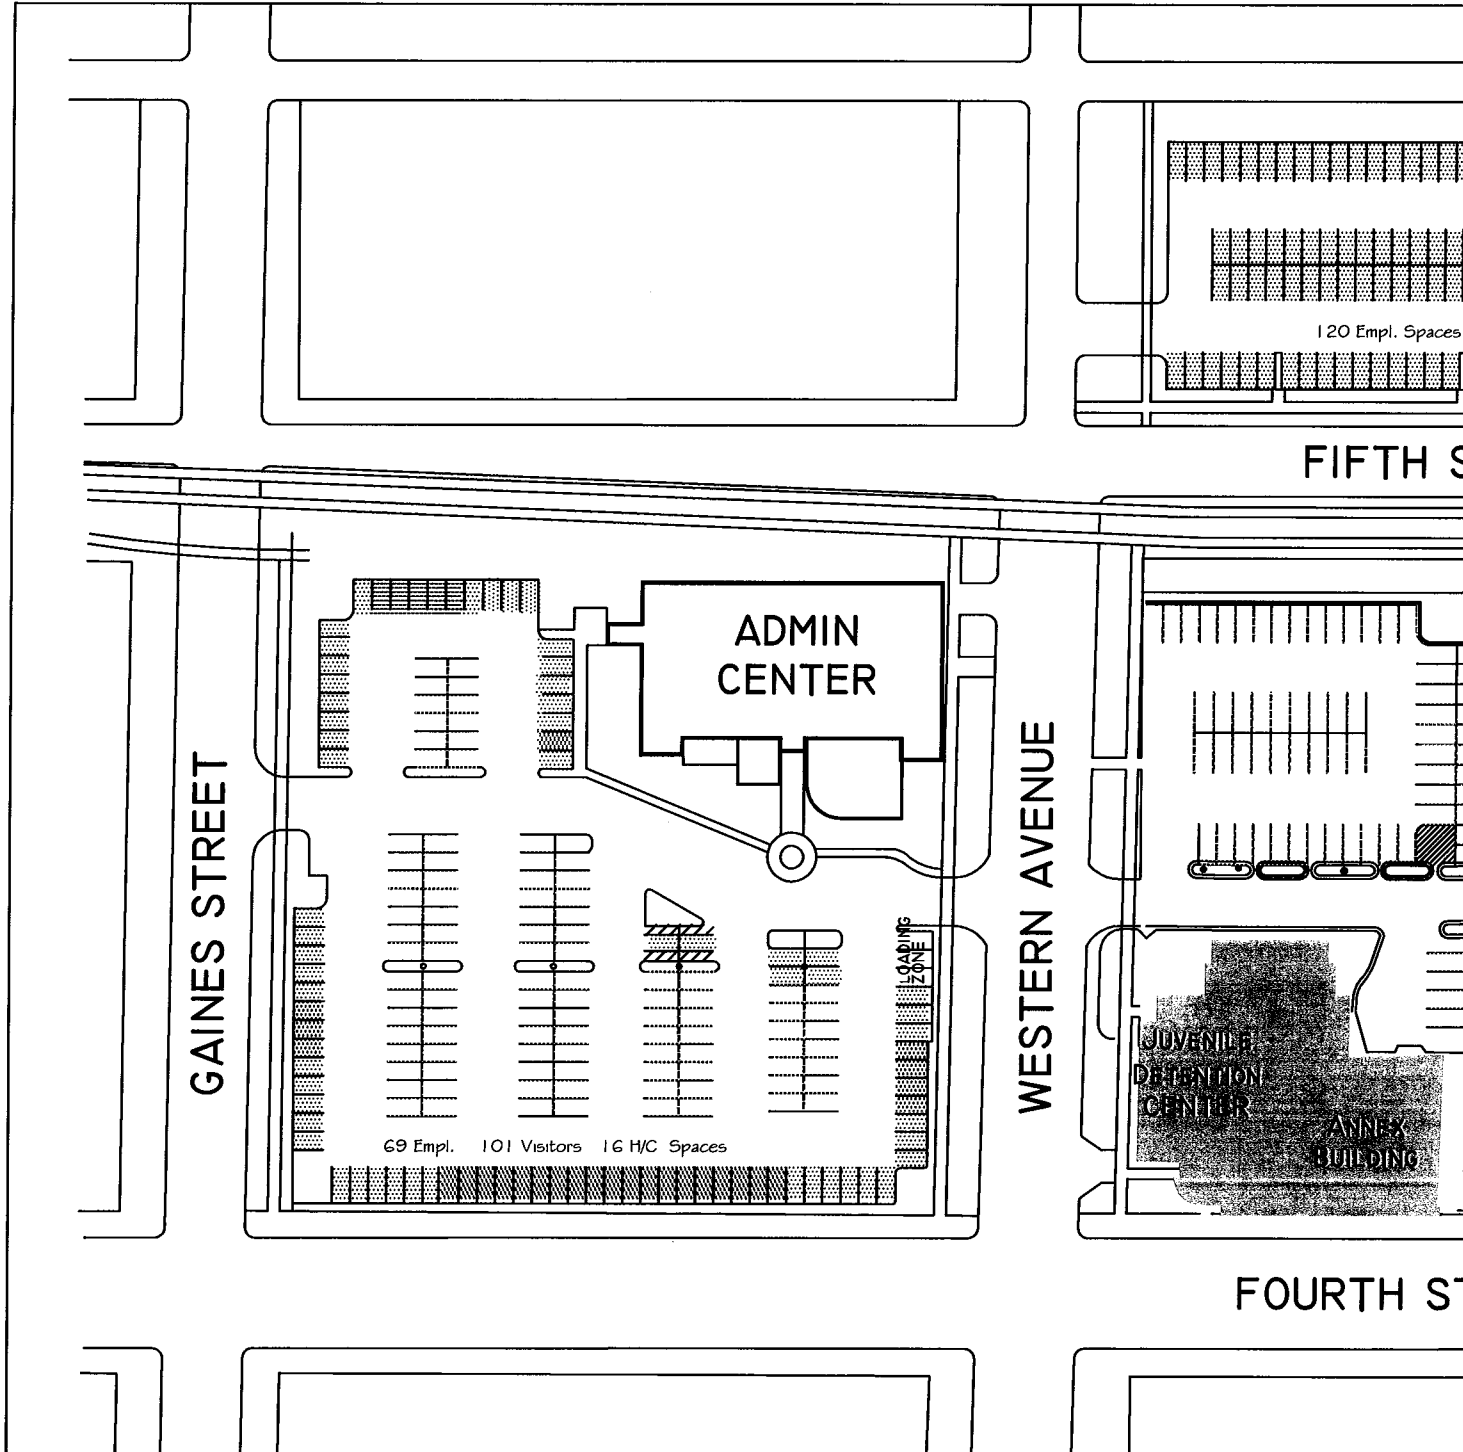 120 Empl. Spaces
FIFTH S
ADMIN
CENTER
GAINES STREET
WESTERN AVENUE
LOADING
ZONE
JUVENILE
DETENTION
CENTER
ANNEX
BUILDING
69 Empl. 101 Visitors 16 H/C Spaces
FOURTH ST